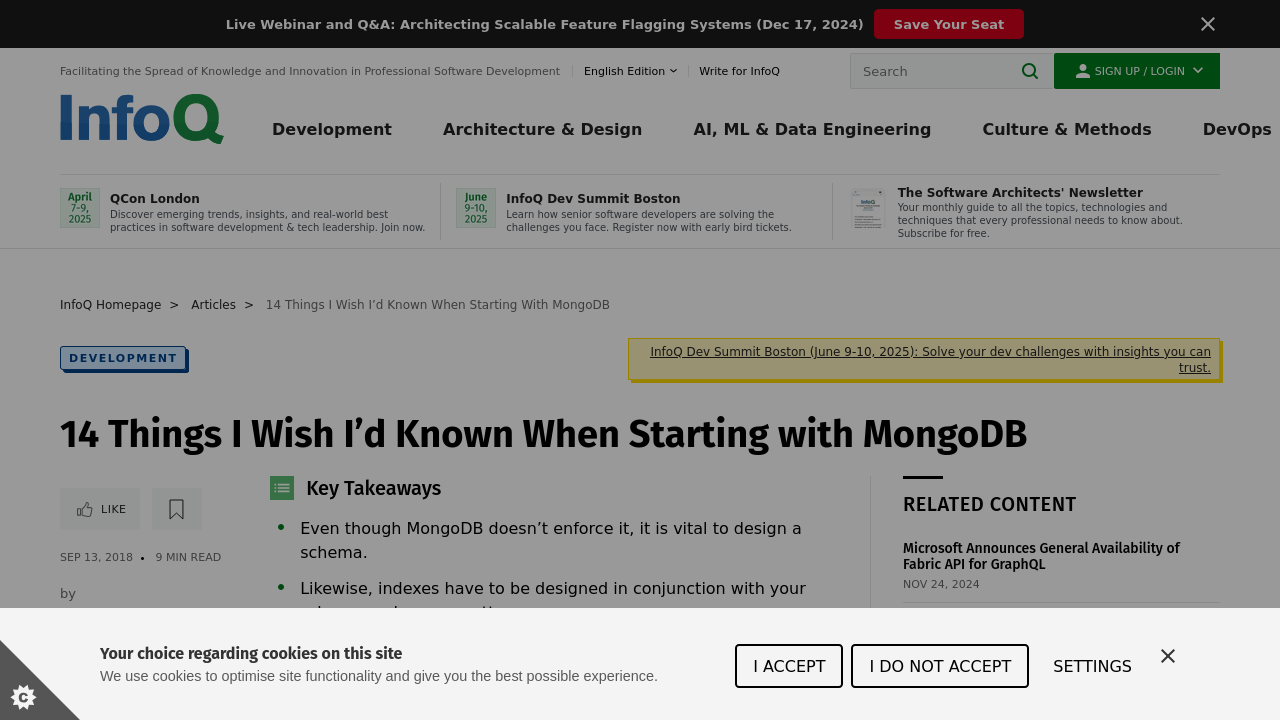 Live Webinar and Q&A: Architecting Scalable Feature Flagging Systems (Dec 17, 2024)
Save Your Seat
Facilitating the Spread of Knowledge and Innovation in Professional Software Development
English Edition
Write for InfoQ
Search
SIGN UP / LOGIN
InfoQ
Development
Architecture & Design
AI, ML & Data Engineering
Culture & Methods
DevOps
April
7-9,
2025
QCon London
Discover emerging trends, insights, and real-world best
practices in software development & tech leadership. Join now.
June
9-10,
2025
InfoQ Dev Summit Boston
Learn how senior software developers are solving the
challenges you face. Register now with early bird tickets.
InfoQ
The Software Architects' Newsletter
Your monthly guide to all the topics, technologies and
techniques that every professional needs to know about.
Subscribe for free.
InfoQ Homepage > Articles > 14 Things I Wish I’d Known When Starting With MongoDB
DEVELOPMENT
InfoQ Dev Summit Boston (June 9-10, 2025): Solve your dev challenges with insights you can
trust.
14 Things I Wish I’d Known When Starting with MongoDB
LIKE
SEP 13, 2018 • 9 MIN READ
by
Key Takeaways
• Even though MongoDB doesn’t enforce it, it is vital to design a
schema.
• Likewise, indexes have to be designed in conjunction with your
RELATED CONTENT
Microsoft Announces General Availability of
Fabric API for GraphQL
NOV 24, 2024
Your choice regarding cookies on this site
We use cookies to optimise site functionality and give you the best possible experience.
I ACCEPT
I DO NOT ACCEPT
SETTINGS